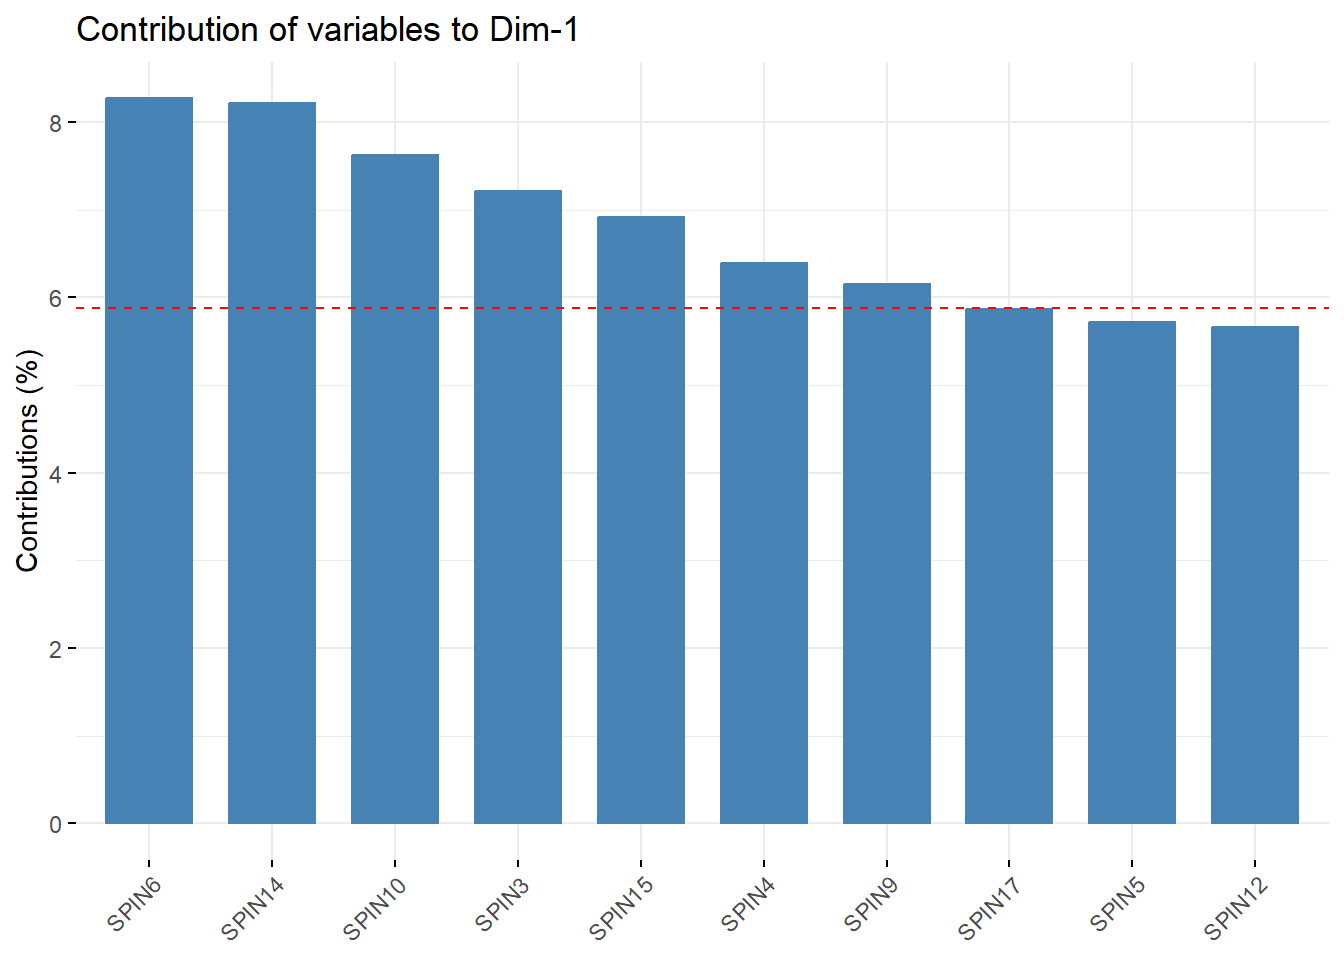 Contribution of variables to Dim-1
Contributions (%)
8
6
4
2
0
SPIN6
SPIN14
SPIN10
SPIN3
SPIN15
SPIN4
SPIN9
SPIN17
SPIN5
SPIN12